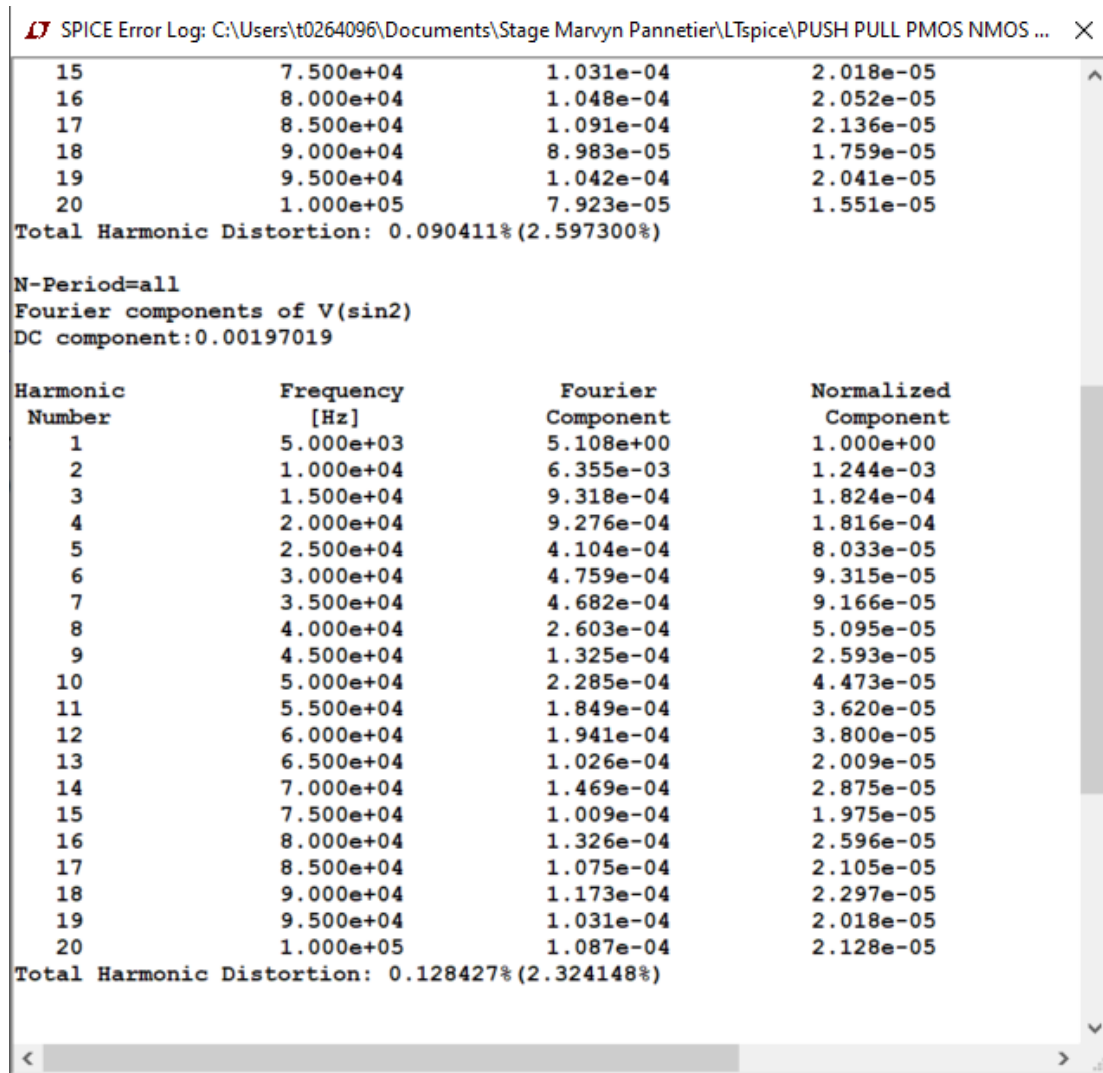 SPICE Error Log: C:\Users\t0264096\Documents\Stage Marvyn Pannetier\LTspice\PUSH PULL PMOS NMOS ...
15 7.500e+04 1.031e-04 2.018e-05
16 8.000e+04 1.048e-04 2.052e-05
17 8.500e+04 1.091e-04 2.136e-05
18 9.000e+04 8.983e-05 1.759e-05
19 9.500e+04 1.042e-04 2.041e-05
20 1.000e+05 7.923e-05 1.551e-05
Total Harmonic Distortion: 0.090411%(2.597300%)
N-Period=all
Fourier components of V(sin2)
DC component:0.00197019
Harmonic Frequency Fourier Normalized
Number [Hz] Component Component
1 5.000e+03 5.108e+00 1.000e+00
2 1.000e+04 6.355e-03 1.244e-03
3 1.500e+04 9.318e-04 1.824e-04
4 2.000e+04 9.276e-04 1.816e-04
5 2.500e+04 4.104e-04 8.033e-05
6 3.000e+04 4.759e-04 9.315e-05
7 3.500e+04 4.682e-04 9.166e-05
8 4.000e+04 2.603e-04 5.095e-05
9 4.500e+04 1.325e-04 2.593e-05
10 5.000e+04 2.285e-04 4.473e-05
11 5.500e+04 1.849e-04 3.620e-05
12 6.000e+04 1.941e-04 3.800e-05
13 6.500e+04 1.026e-04 2.009e-05
14 7.000e+04 1.469e-04 2.875e-05
15 7.500e+04 1.009e-04 1.975e-05
16 8.000e+04 1.326e-04 2.596e-05
17 8.500e+04 1.075e-04 2.105e-05
18 9.000e+04 1.173e-04 2.297e-05
19 9.500e+04 1.031e-04 2.018e-05
20 1.000e+05 1.087e-04 2.128e-05
Total Harmonic Distortion: 0.128427%(2.324148%)